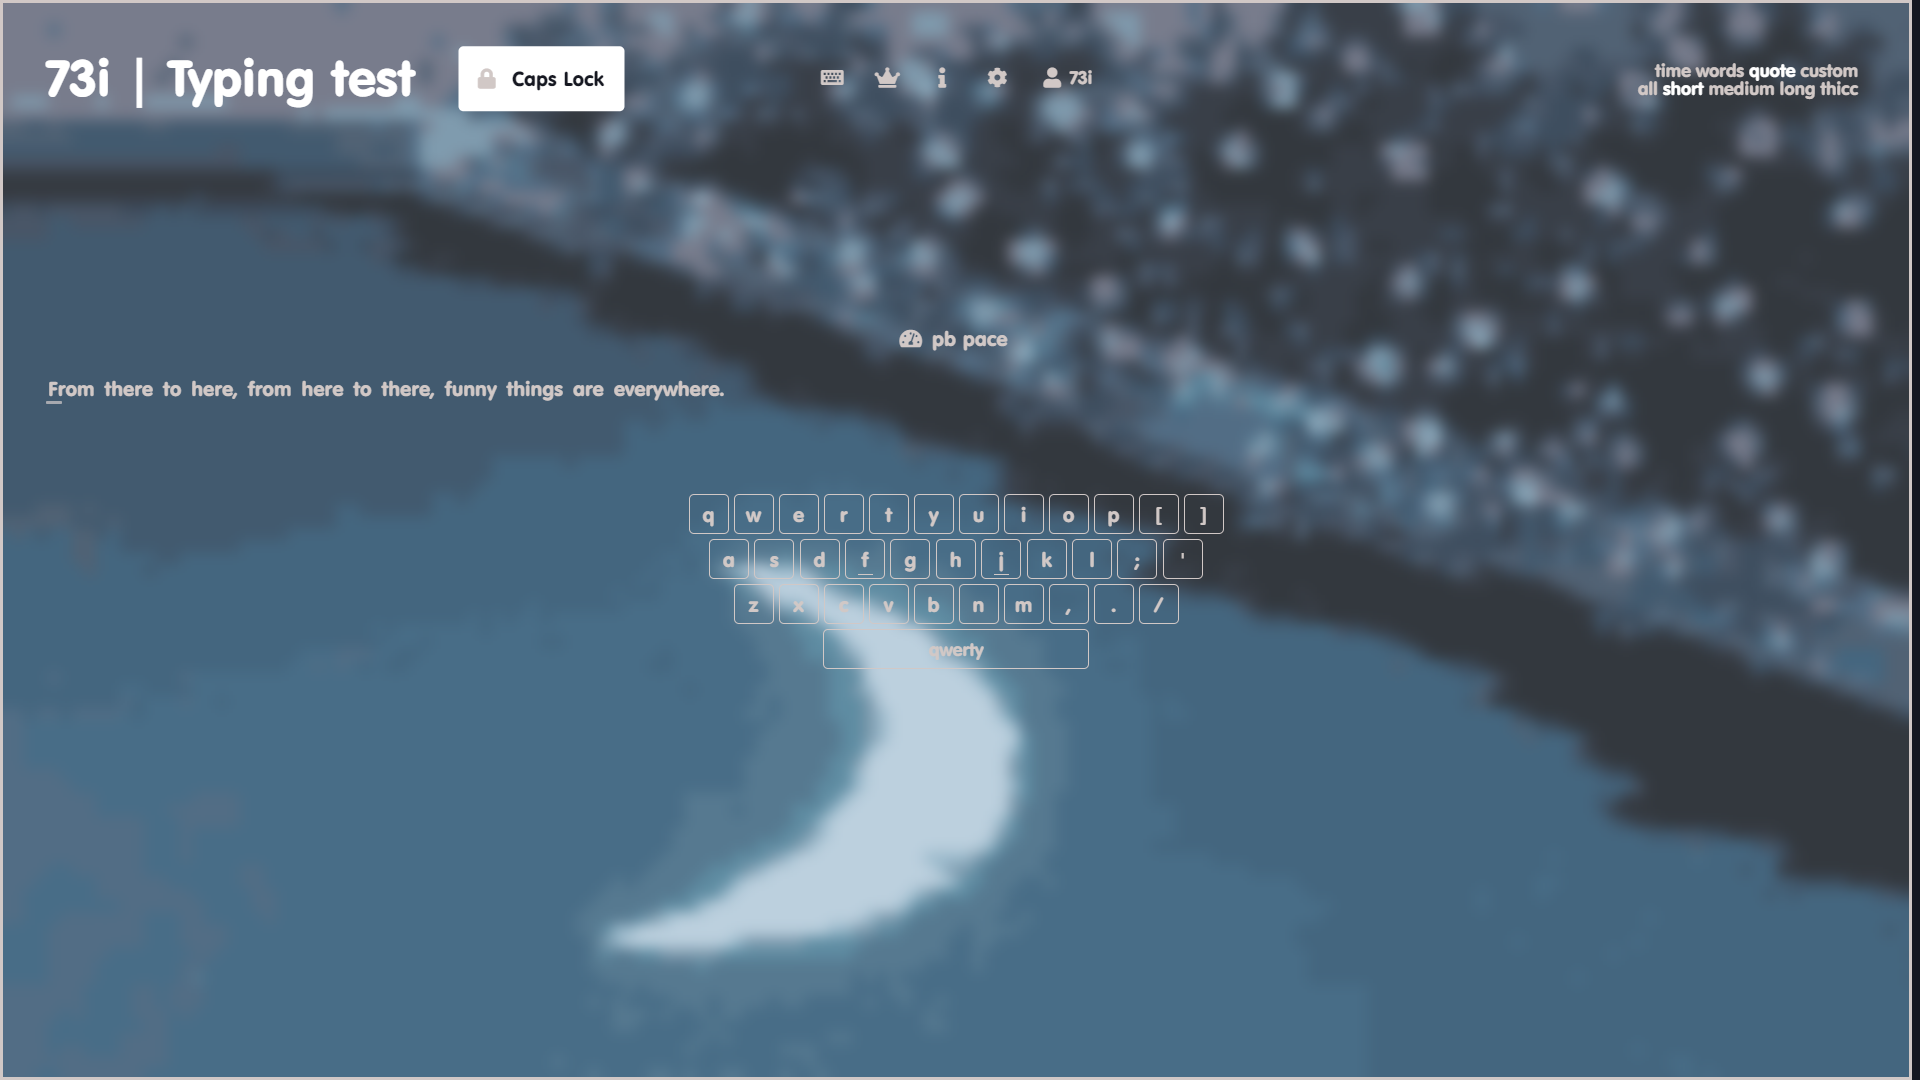 73i | Typing test
Caps Lock
73i
time words quote custom
all short medium long thicc
pb pace
From there to here, from here to there, funny things are everywhere.
q w e r t y u i o p [ ]
a s d f g h j k l ; '
z x c v b n m , . /
qwerty